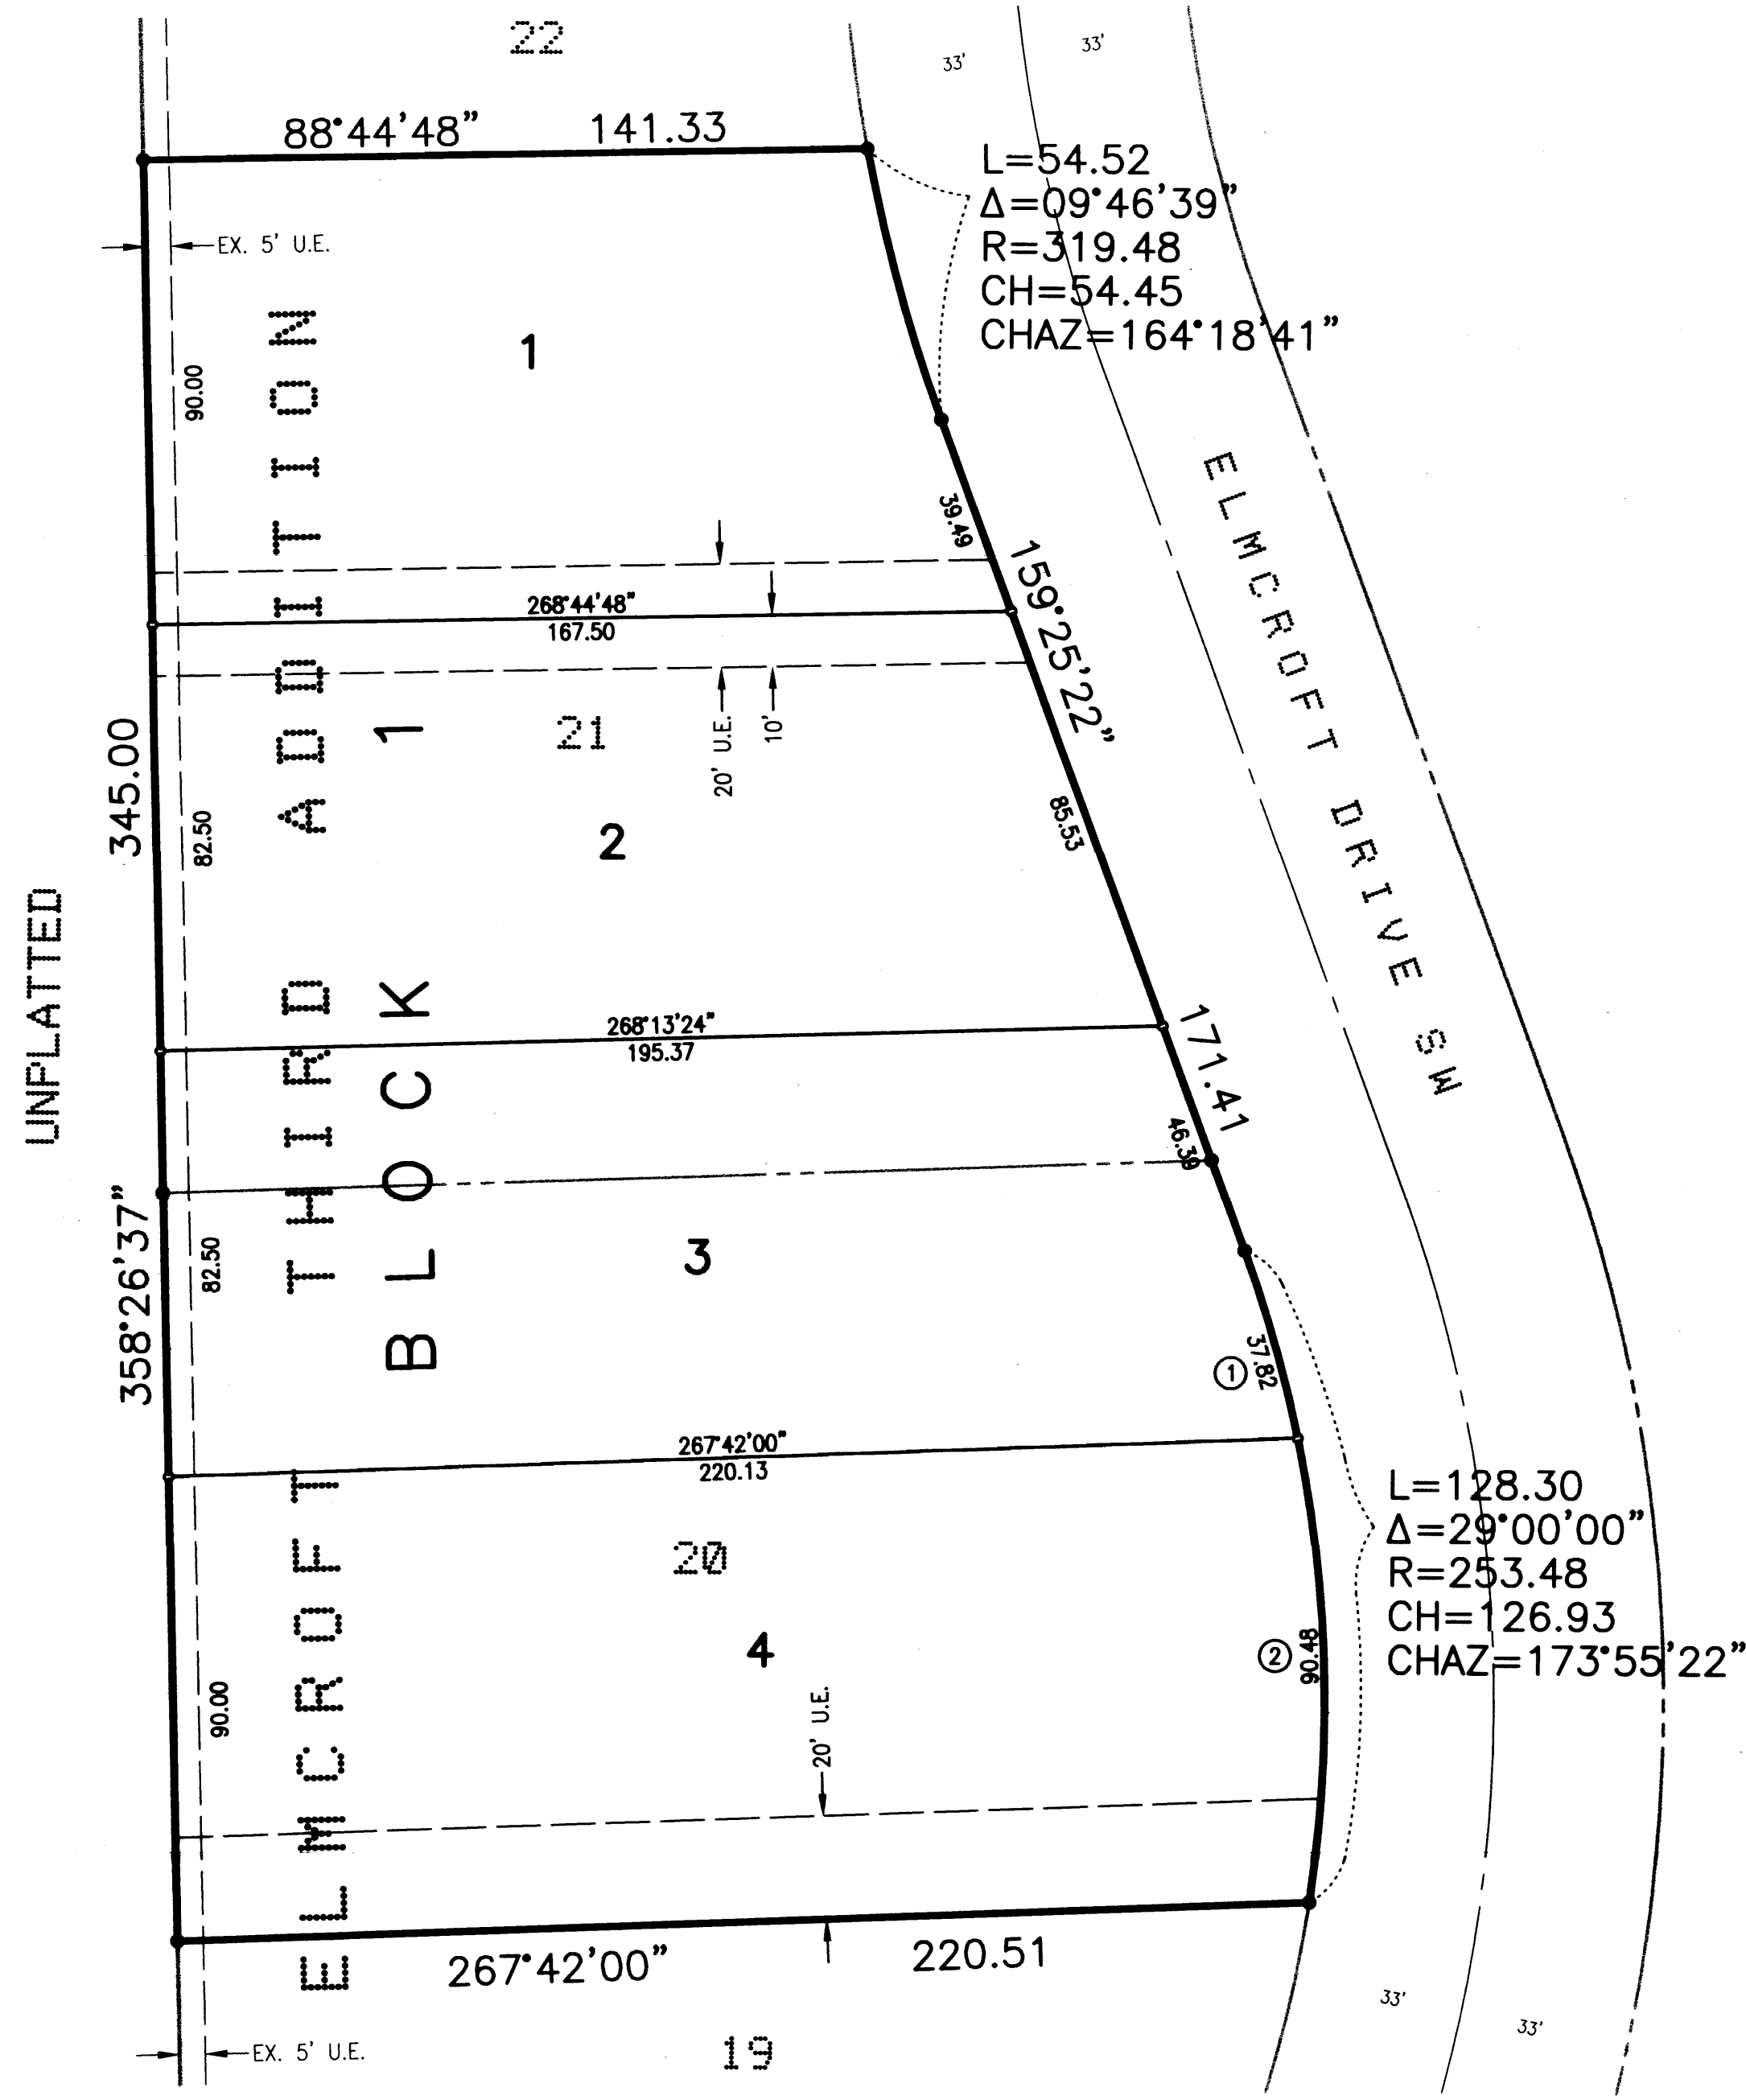 22
33'
33'
88°44'48" 141.33
L=54.52
Δ=09°46'39"
R=319.48
CH=54.45
CHAZ=164°18'41"
EX. 5' U.E.
90.00
1
39.49
159°25'22"
268°44'48"
167.50
20' U.E.
10'
21
345.00
82.50
2
85.53
UNPLATTED
ELMCROFT DRIVE SW
ELMCROFT THIRD ADDITION
BLOCK 1
268°13'24"
195.37
171.41
46.39
358°26'37"
82.50
3
37.82
1
267°42'00"
220.13
L=128.30
Δ=29°00'00"
R=253.48
CH=126.93
CHAZ=173°55'22"
20
4
2
90.48
90.00
20' U.E.
267°42'00" 220.51
33'
33'
EX. 5' U.E.
19